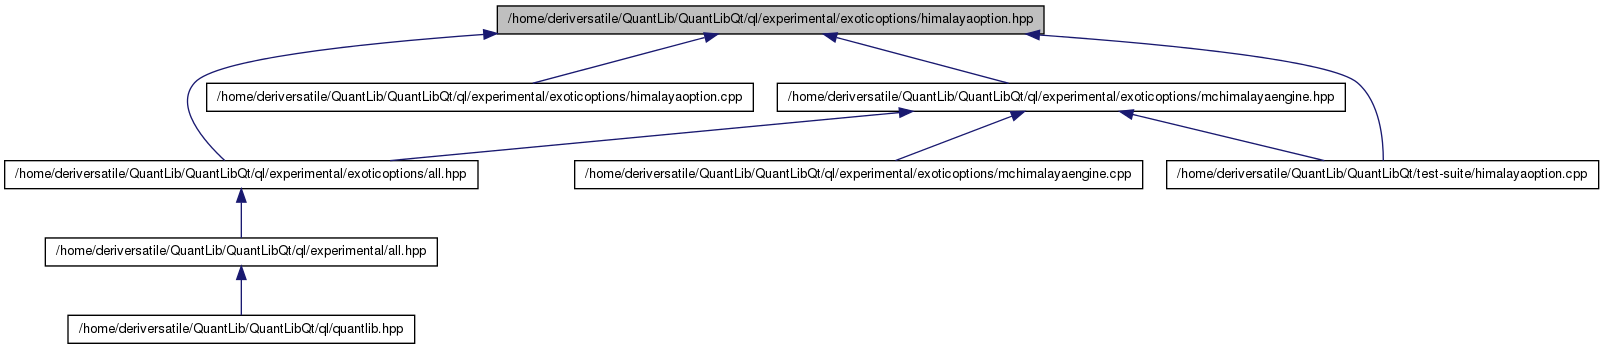 /home/deriversatile/QuantLib/QuantLibQt/ql/experimental/exoticoptions/himalayaoption.hpp
/home/deriversatile/QuantLib/QuantLibQt/ql/experimental/exoticoptions/himalayaoption.cpp
/home/deriversatile/QuantLib/QuantLibQt/ql/experimental/exoticoptions/mchimalayaengine.hpp
/home/deriversatile/QuantLib/QuantLibQt/ql/experimental/exoticoptions/all.hpp
/home/deriversatile/QuantLib/QuantLibQt/ql/experimental/exoticoptions/mchimalayaengine.cpp
/home/deriversatile/QuantLib/QuantLibQt/test-suite/himalayaoption.cpp
/home/deriversatile/QuantLib/QuantLibQt/ql/experimental/all.hpp
/home/deriversatile/QuantLib/QuantLibQt/ql/quantlib.hpp